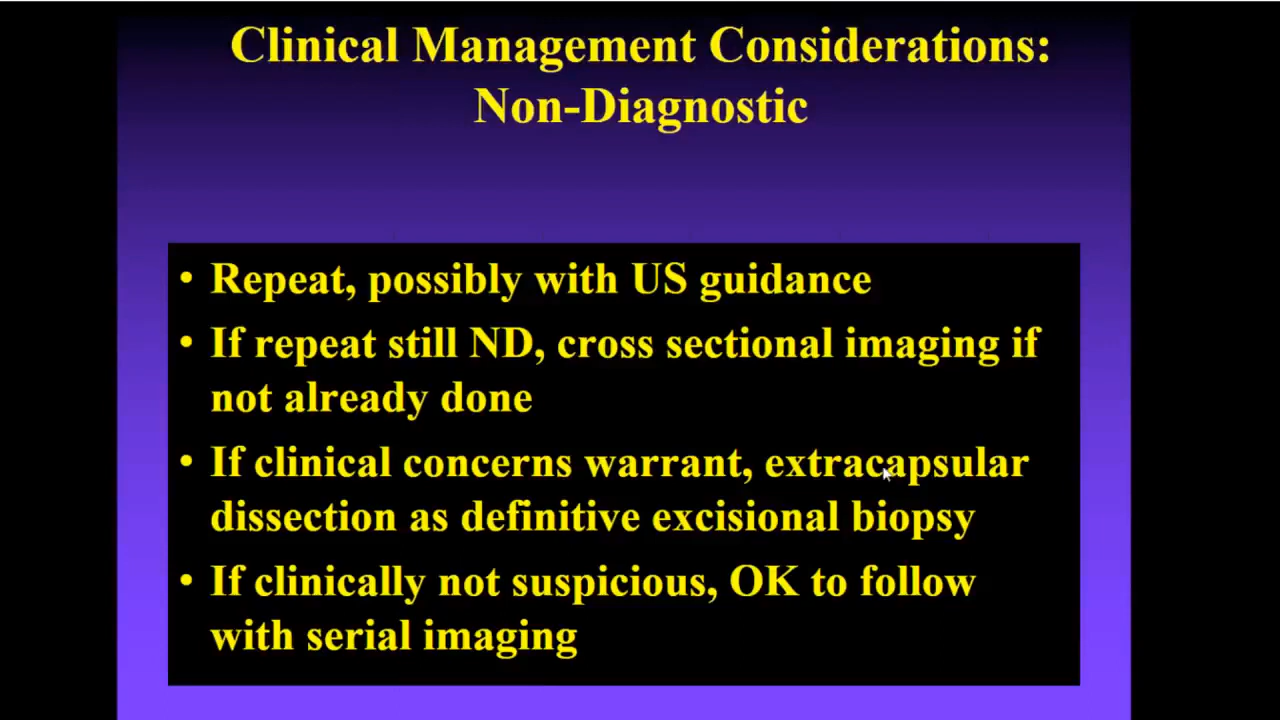 Clinical Management Considerations:
Non-Diagnostic
• Repeat, possibly with US guidance
• If repeat still ND, cross sectional imaging if
not already done
• If clinical concerns warrant, extracapsular
dissection as definitive excisional biopsy
• If clinically not suspicious, OK to follow
with serial imaging